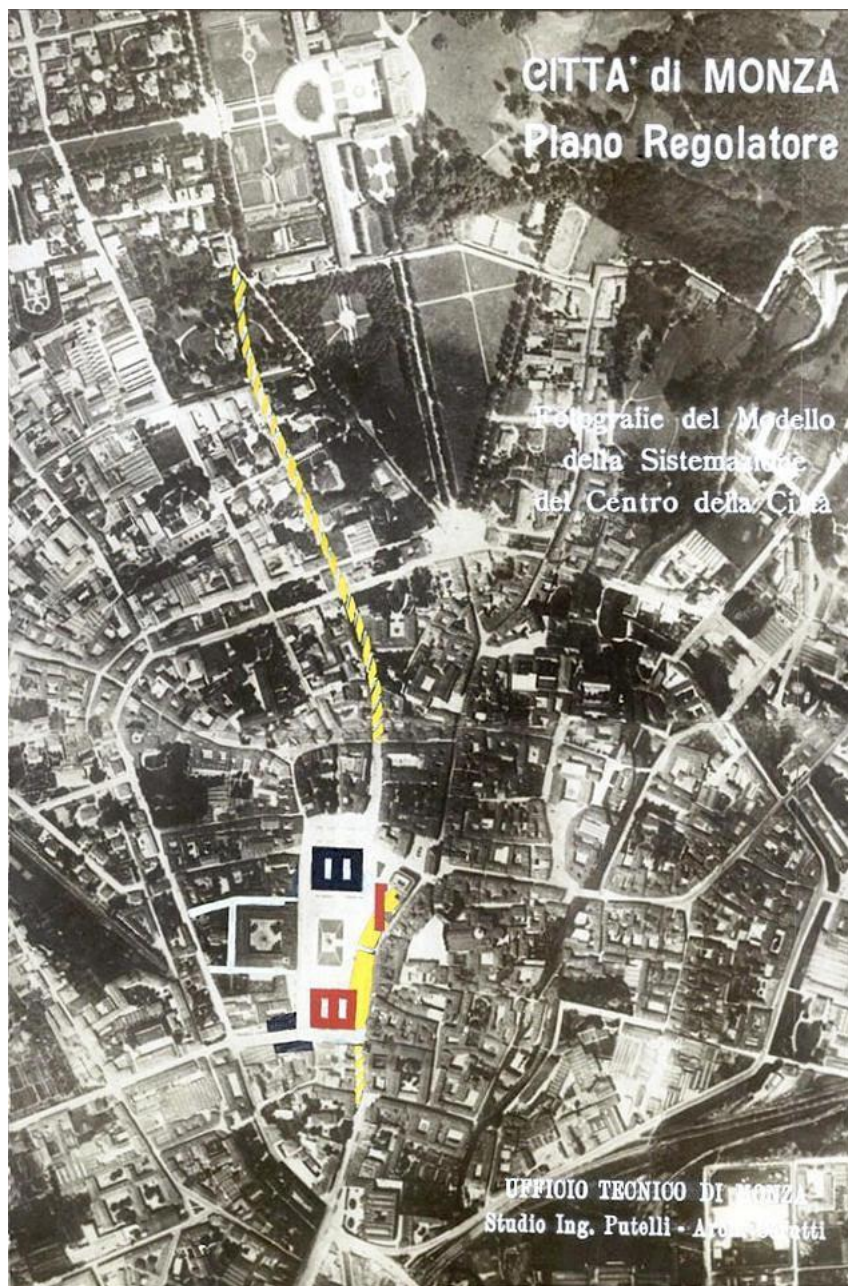 CITTA' di MONZA
Piano Regolatore
Fotografie del Modello
della Sistemazione
del Centro della Città
UFFICIO TECNICO DI MONZA
Studio Ing. Putelli - Arch.